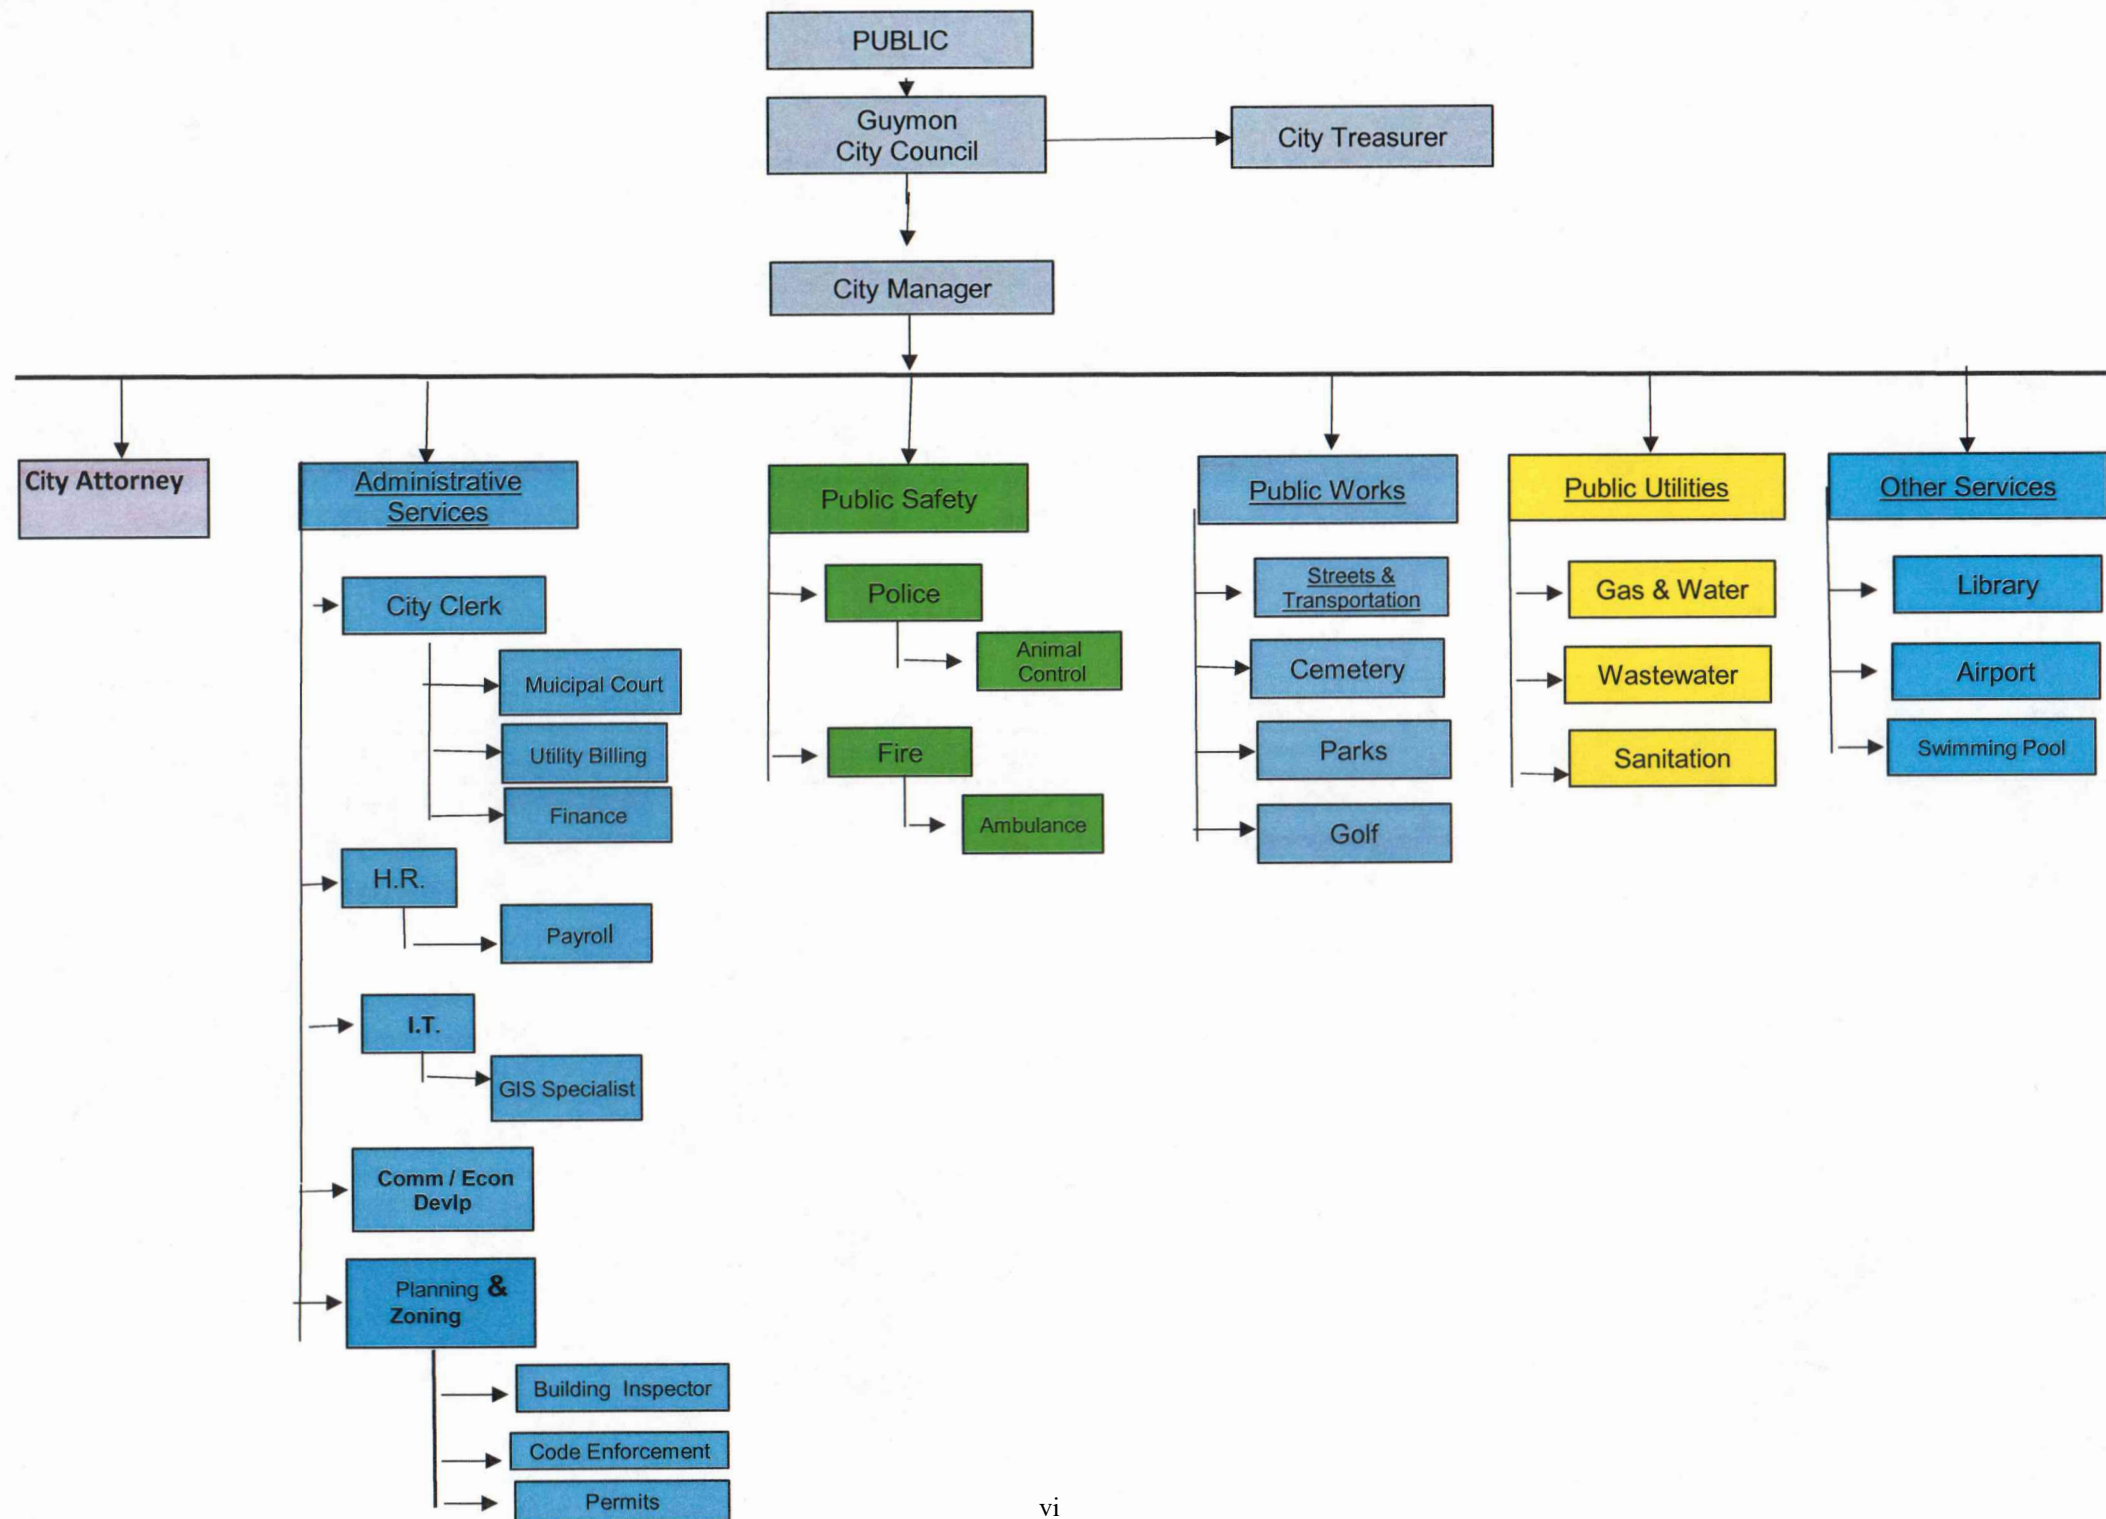 PUBLIC
Guymon
City Council
City Treasurer
City Manager
City Attorney
Administrative
Services
City Clerk
Muicipal Court
Utility Billing
Finance
H.R.
Payroll
I.T.
GIS Specialist
Comm / Econ
Devlp
Planning &
Zoning
Building Inspector
Code Enforcement
Permits
Public Safety
Police
Animal
Control
Fire
Ambulance
Public Works
Streets &
Transportation
Cemetery
Parks
Golf
Public Utilities
Gas & Water
Wastewater
Sanitation
Other Services
Library
Airport
Swimming Pool
vi